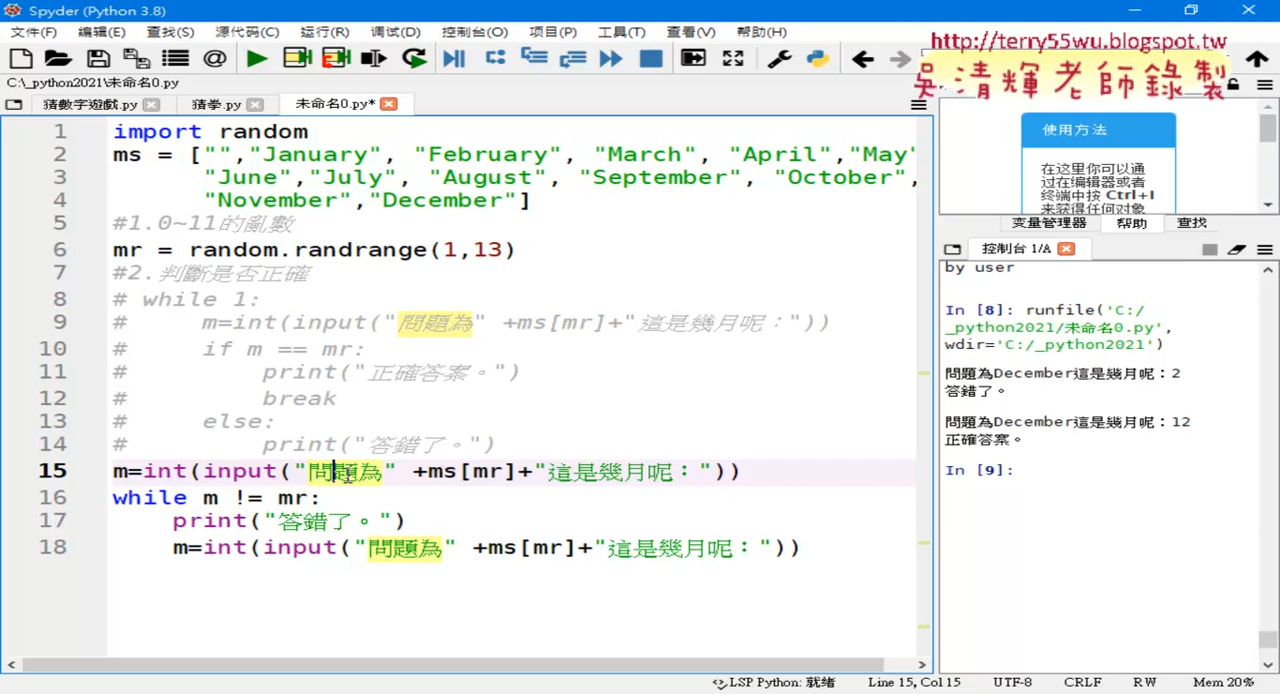 Spyder (Python 3.8)
文件(F) 编辑(E) 查找(S) 源代码(C) 运行(R) 调试(D) 控制台(O) 项目(P) 工具(T) 查看(V) 帮助(H)
http://terry55wu.blogspot.tw
吳清輝老師錄製
C:\_python2021\未命名0.py
猜數字遊戲.py 猜拳.py 未命名0.py*
1 import random
2 ms = ["","January", "February", "March", "April","May"
3 "June","July", "August", "September", "October",
4 "November","December"]
5 #1.0~11的亂數
6 mr = random.randrange(1,13)
7 #2.判斷是否正確
8 # while 1:
9 # m=int(input("問題為" +ms[mr]+"這是幾月呢："))
10 # if m == mr:
11 # print("正確答案。")
12 # break
13 # else:
14 # print("答錯了。")
15 m=int(input("問題為" +ms[mr]+"這是幾月呢："))
16 while m != mr:
17 print("答錯了。")
18 m=int(input("問題為" +ms[mr]+"這是幾月呢："))
使用方法
在这里你可以通
过在编辑器或者
终端中按 Ctrl+I
来获得任何对象
变量管理器 帮助 查找
控制台 1/A
by user
In [8]: runfile('C:/
_python2021/未命名0.py',
wdir='C:/_python2021')
問題為December這是幾月呢：2
答錯了。
問題為December這是幾月呢：12
正確答案。
In [9]:
LSP Python: 就绪 Line 15, Col 15 UTF-8 CRLF RW Mem 20%